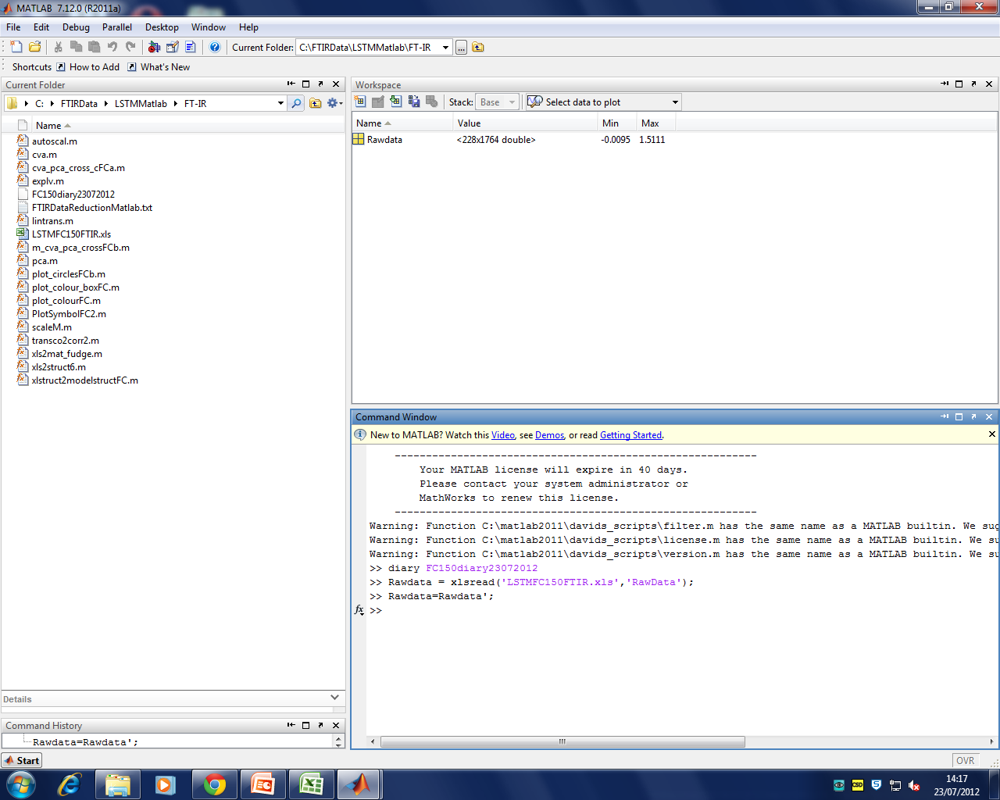 MATLAB 7.12.0 (R2011a)
File Edit Debug Parallel Desktop Window Help
Current Folder: C:\FTIRData\LSTMMatlab\FT-IR ...
Shortcuts How to Add What's New
Current Folder
C: FTIRData LSTMMatlab FT-IR
Name
autoscal.m
cva.m
cva_pca_cross_cFCa.m
explv.m
FC150diary23072012
FTIRDataReductionMatlab.txt
lintrans.m
LSTMFC150FTIR.xls
m_cva_pca_crossFCb.m
pca.m
plot_circlesFCb.m
plot_colour_boxFC.m
plot_colourFC.m
PlotSymbolFC2.m
scaleM.m
transco2corr2.m
xls2mat_fudge.m
xls2struct6.m
xlstruct2modelstructFC.m
Details
Command History
Rawdata=Rawdata';
Workspace
Stack: Base Select data to plot
Name Value Min Max
Rawdata <228x1764 double> -0.0095 1.5111
Command Window
New to MATLAB? Watch this Video, see Demos, or read Getting Started.
----------------------------------------------------------
Your MATLAB license will expire in 40 days.
Please contact your system administrator or
MathWorks to renew this license.
----------------------------------------------------------
Warning: Function C:\matlab2011\davids_scripts\filter.m has the same name as a MATLAB builtin. We sug
Warning: Function C:\matlab2011\davids_scripts\license.m has the same name as a MATLAB builtin. We su
Warning: Function C:\matlab2011\davids_scripts\version.m has the same name as a MATLAB builtin. We su
>> diary FC150diary23072012
>> Rawdata = xlsread('LSTMFC150FTIR.xls','RawData');
>> Rawdata=Rawdata';
fx >>
Start
OVR
CSD
14:17
23/07/2012